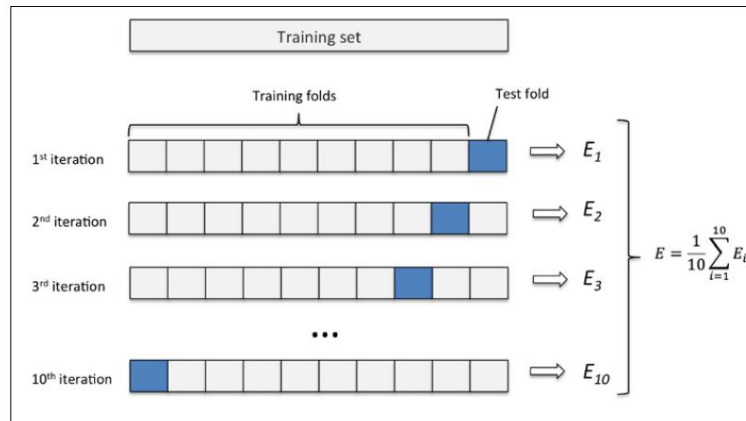 Training set
Training folds
Test fold
1st iteration
E1
2nd iteration
E2
3rd iteration
E3
E = 1/10 ∑ i=1 10 Ei
...
10th iteration
E10